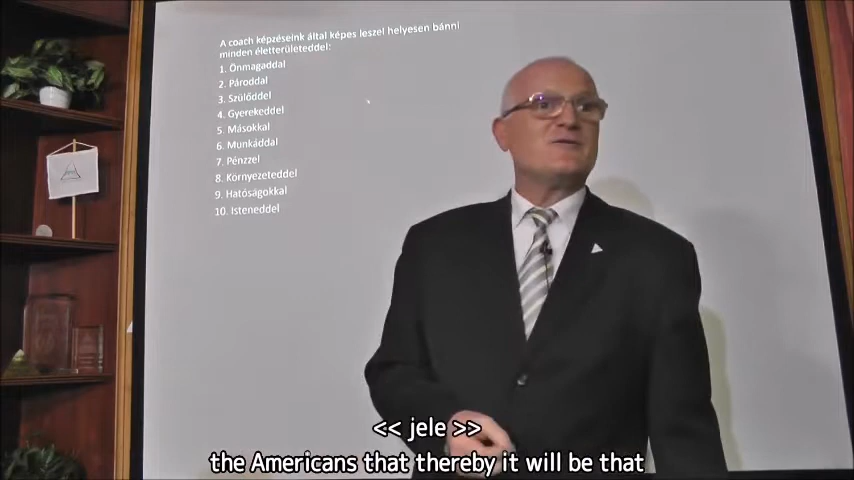 A coach képzéseink által képes leszel helyesen bánni
minden életterületeddel:
1. Önmagaddal
2. Pároddal
3. Szülőddel
4. Gyerekeddel
5. Másokkal
6. Munkáddal
7. Pénzzel
8. Környezeteddel
9. Hatóságokkal
10. Isteneddel
<< jele >>
the Americans that thereby it will be that